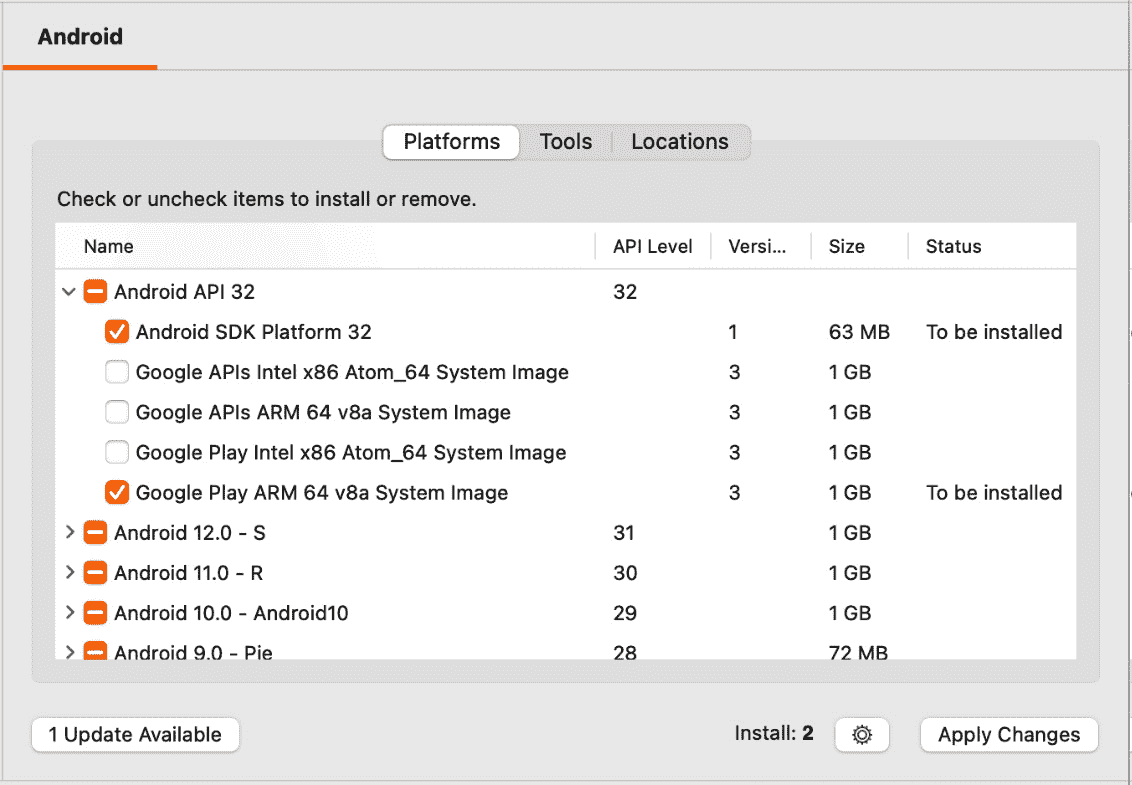 Android
Platforms Tools Locations
Check or uncheck items to install or remove.
Name API Level Versi... Size Status
Android API 32 32
Android SDK Platform 32 1 63 MB To be installed
Google APIs Intel x86 Atom_64 System Image 3 1 GB
Google APIs ARM 64 v8a System Image 3 1 GB
Google Play Intel x86 Atom_64 System Image 3 1 GB
Google Play ARM 64 v8a System Image 3 1 GB To be installed
Android 12.0 - S 31 1 GB
Android 11.0 - R 30 1 GB
Android 10.0 - Android10 29 1 GB
Android 9.0 - Pie 28 72 MB
1 Update Available Install: 2 Apply Changes